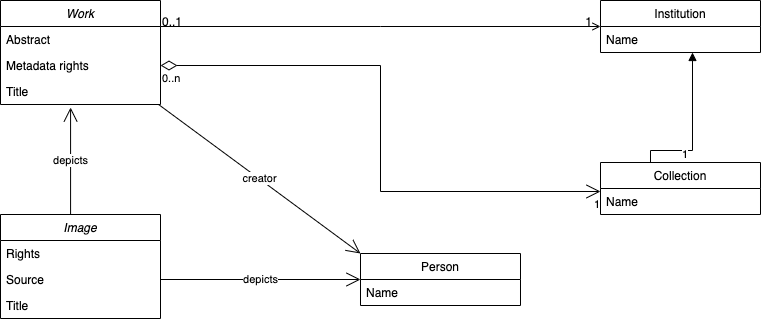 Work
Abstract
Metadata rights
Title
0..1
1
Institution
Name
0..n
1
Collection
Name
1
depicts
creator
Image
Rights
Source
Title
depicts
Person
Name